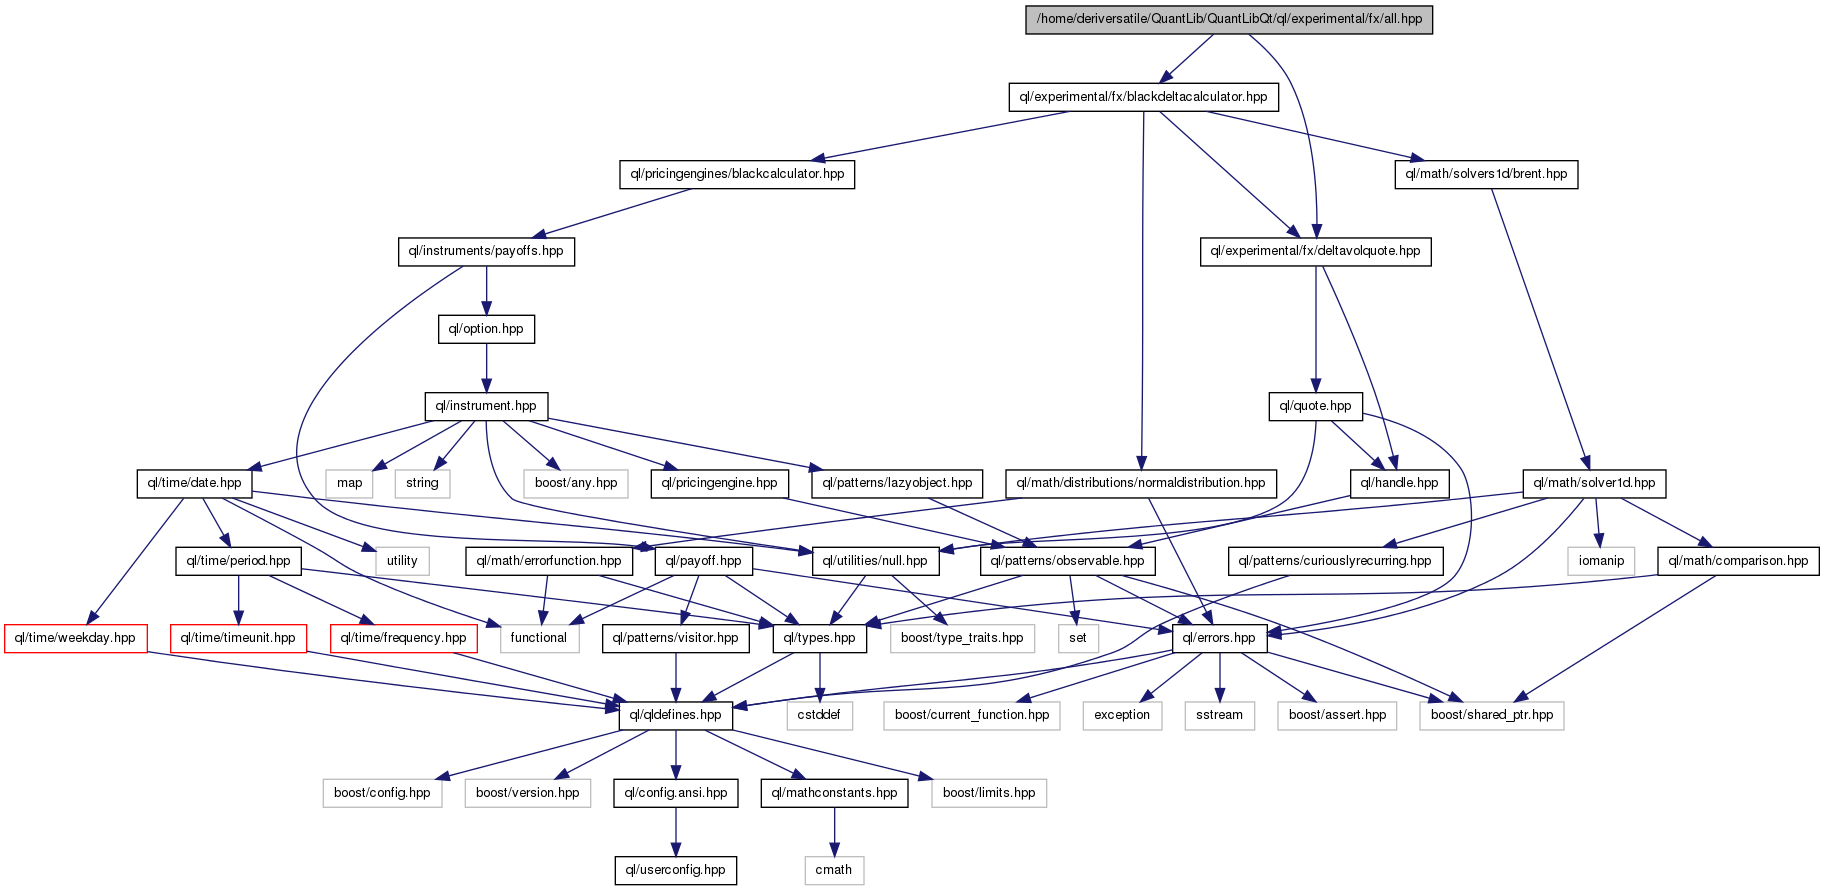 /home/deriversatile/QuantLib/QuantLibQt/ql/experimental/fx/all.hpp
ql/experimental/fx/blackdeltacalculator.hpp
ql/pricingengines/blackcalculator.hpp
ql/math/solvers1d/brent.hpp
ql/instruments/payoffs.hpp
ql/experimental/fx/deltavolquote.hpp
ql/option.hpp
ql/instrument.hpp
ql/quote.hpp
ql/time/date.hpp
map
string
boost/any.hpp
ql/pricingengine.hpp
ql/patterns/lazyobject.hpp
ql/math/distributions/normaldistribution.hpp
ql/handle.hpp
ql/math/solver1d.hpp
ql/time/period.hpp
utility
ql/math/errorfunction.hpp
ql/payoff.hpp
ql/utilities/null.hpp
ql/patterns/observable.hpp
ql/patterns/curiouslyrecurring.hpp
iomanip
ql/math/comparison.hpp
ql/time/weekday.hpp
ql/time/timeunit.hpp
ql/time/frequency.hpp
functional
ql/patterns/visitor.hpp
ql/types.hpp
boost/type_traits.hpp
set
ql/errors.hpp
ql/qldefines.hpp
cstddef
boost/current_function.hpp
exception
sstream
boost/assert.hpp
boost/shared_ptr.hpp
boost/config.hpp
boost/version.hpp
ql/config.ansi.hpp
ql/mathconstants.hpp
boost/limits.hpp
ql/userconfig.hpp
cmath